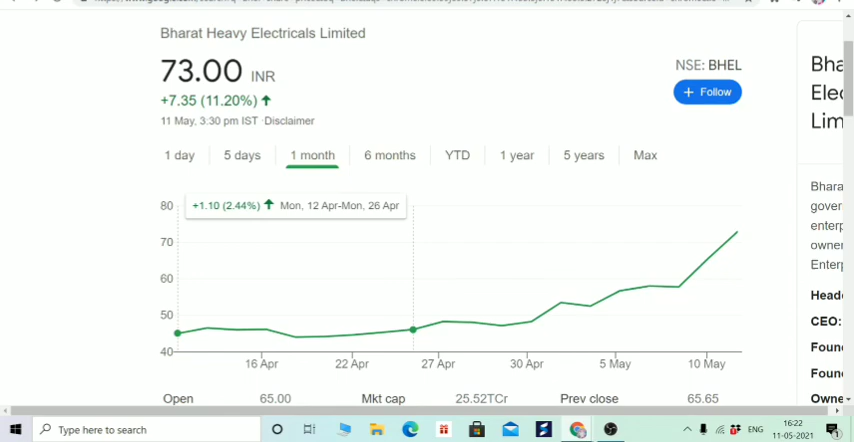 Bharat Heavy Electricals Limited
73.00 INR
NSE: BHEL
+7.35 (11.20%)
+ Follow
11 May, 3:30 pm IST · Disclaimer
1 day 5 days 1 month 6 months YTD 1 year 5 years Max
+1.10 (2.44%) Mon, 12 Apr-Mon, 26 Apr
80
70
60
50
40
16 Apr 22 Apr 27 Apr 30 Apr 5 May 10 May
Open 65.00 Mkt cap 25.52TCr Prev close 65.65
Bha
Elec
Lim
Bhara
gover
enterp
owne
Enterp
Head
CEO:
Foun
Foun
Owne
Type here to search
ENG
16:22
11-05-2021
1